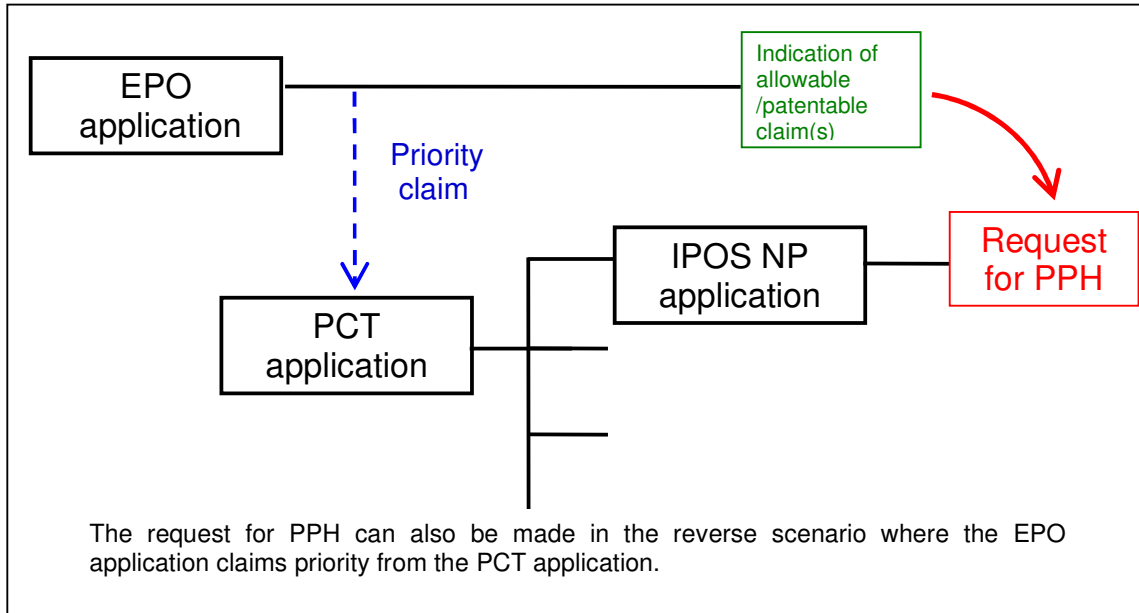 EPO
application
Indication of
allowable
/patentable
claim(s)
Priority
claim
Request
for PPH
IPOS NP
application
PCT
application
The request for PPH can also be made in the reverse scenario where the EPO
application claims priority from the PCT application.